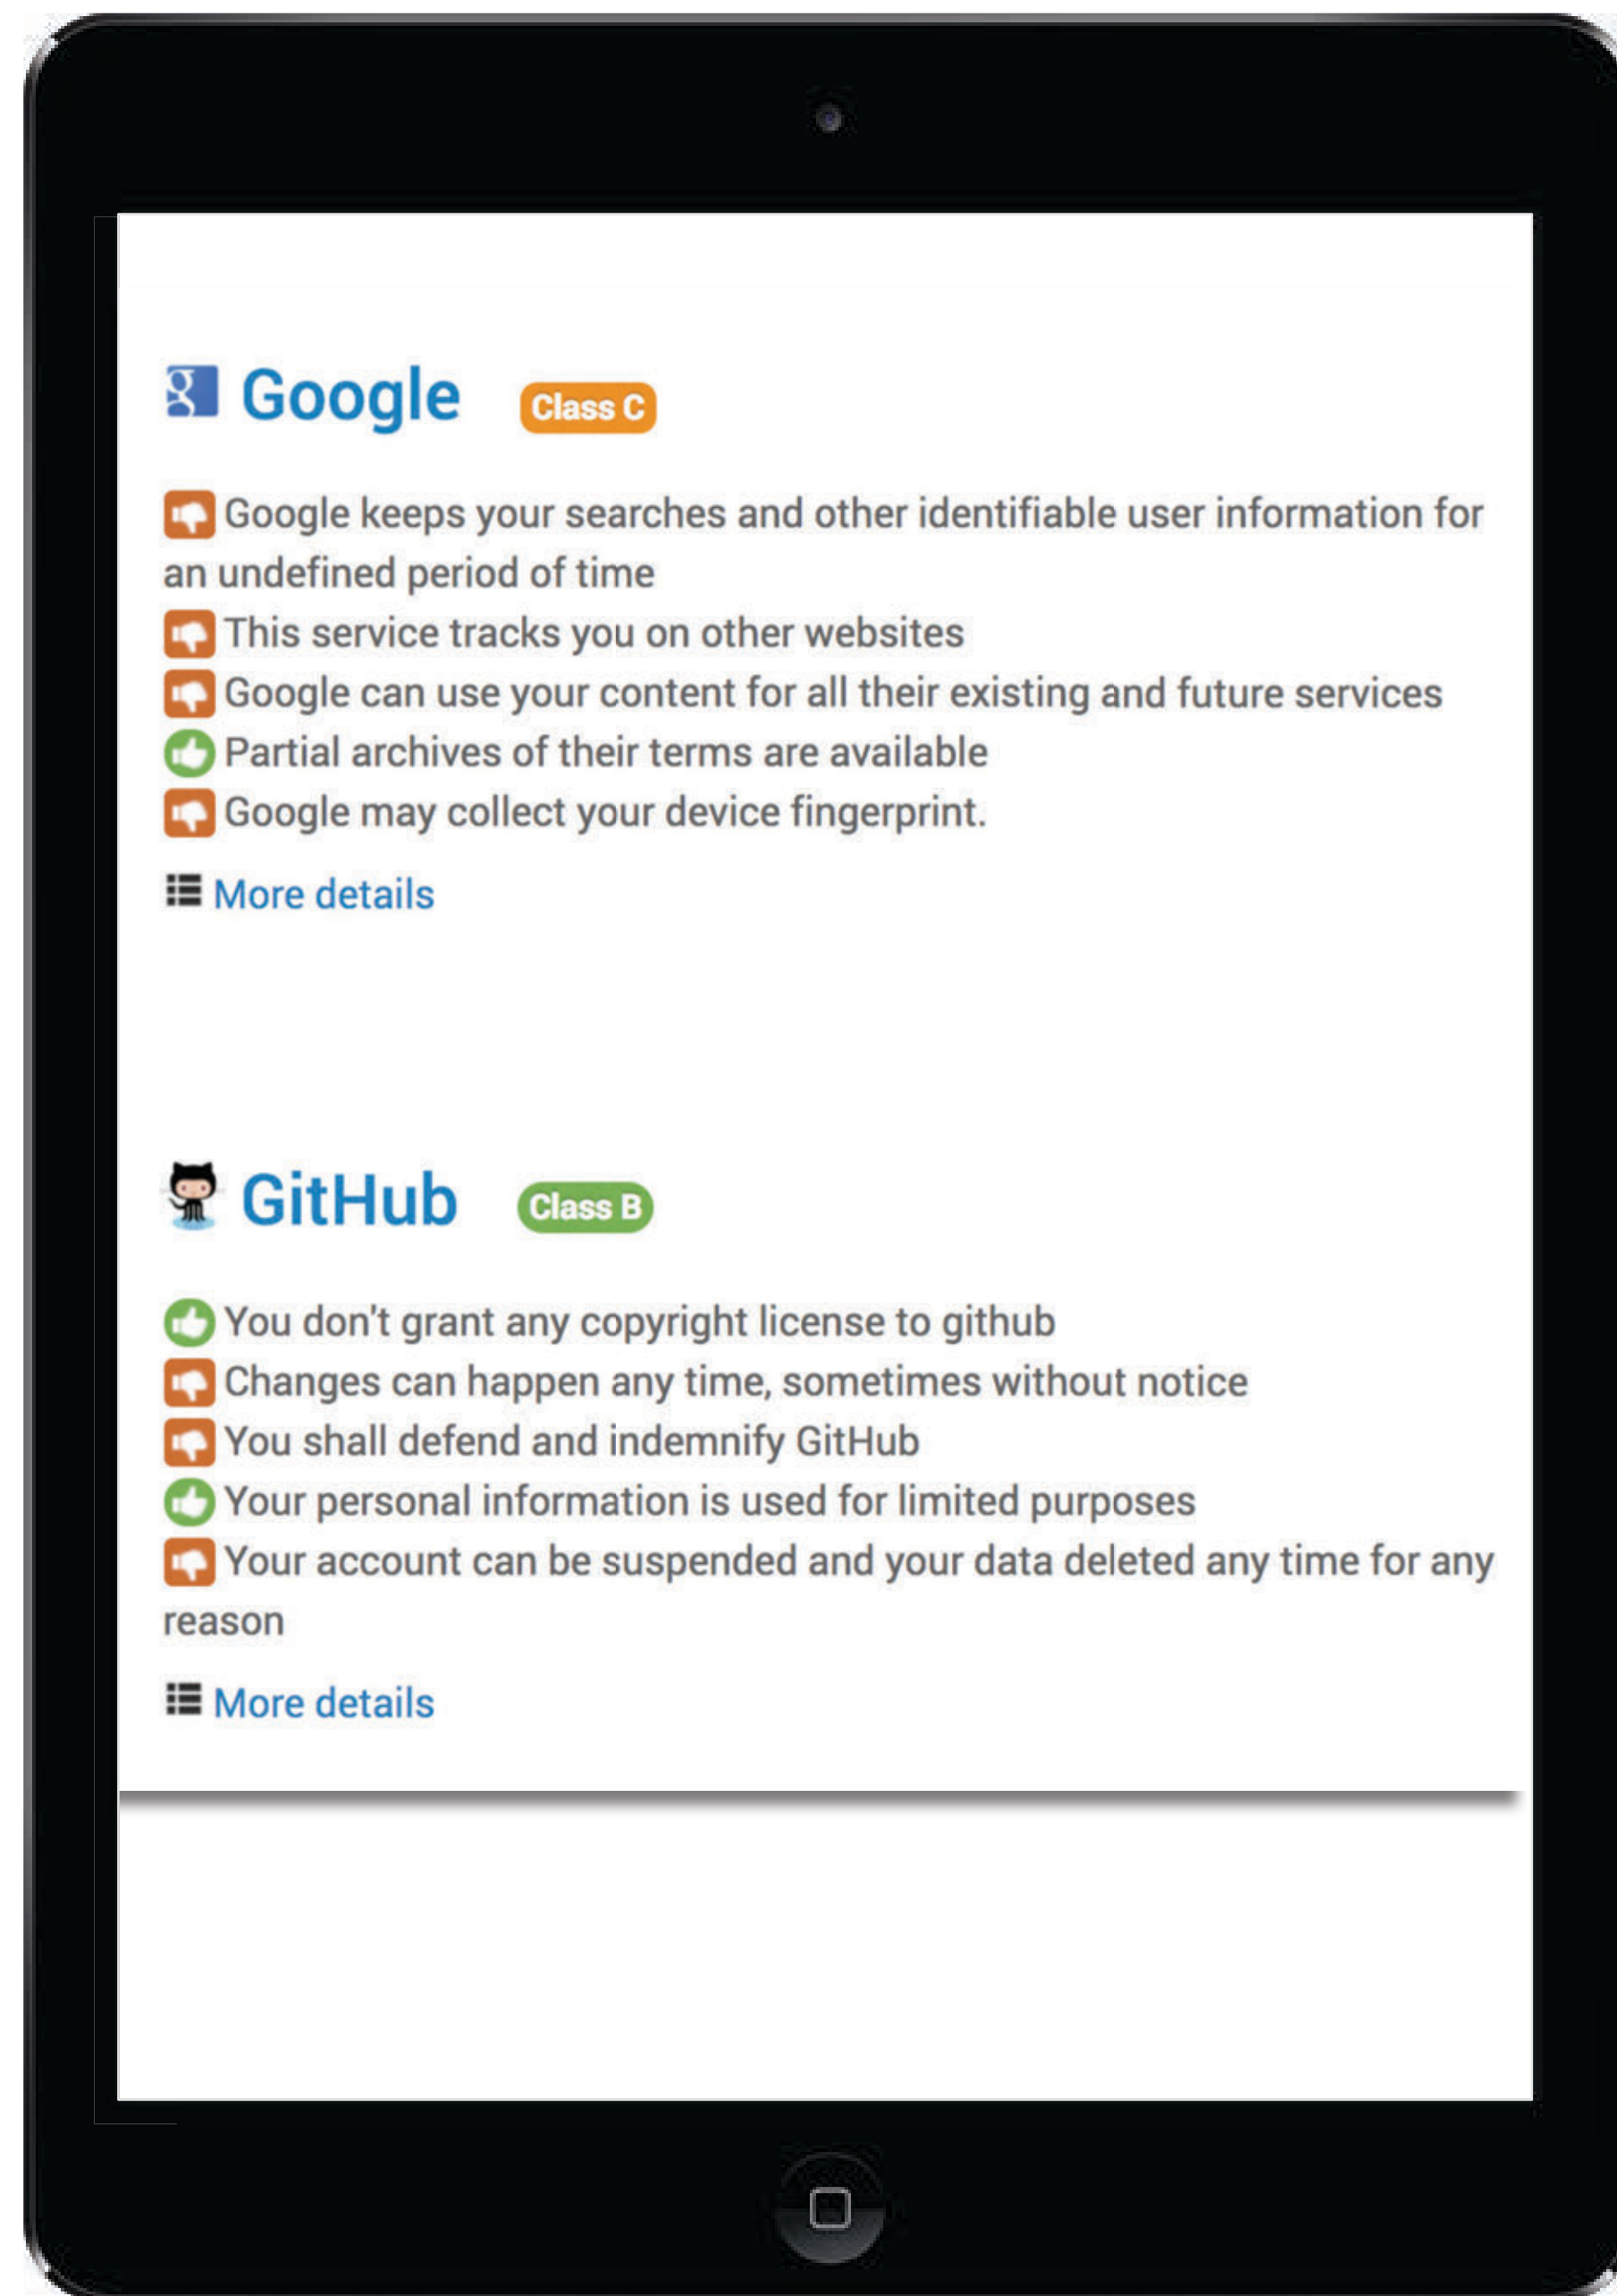 g Google Class C
Google keeps your searches and other identifiable user information for
an undefined period of time
This service tracks you on other websites
Google can use your content for all their existing and future services
Partial archives of their terms are available
Google may collect your device fingerprint.
More details
GitHub Class B
You don't grant any copyright license to github
Changes can happen any time, sometimes without notice
You shall defend and indemnify GitHub
Your personal information is used for limited purposes
Your account can be suspended and your data deleted any time for any
reason
More details